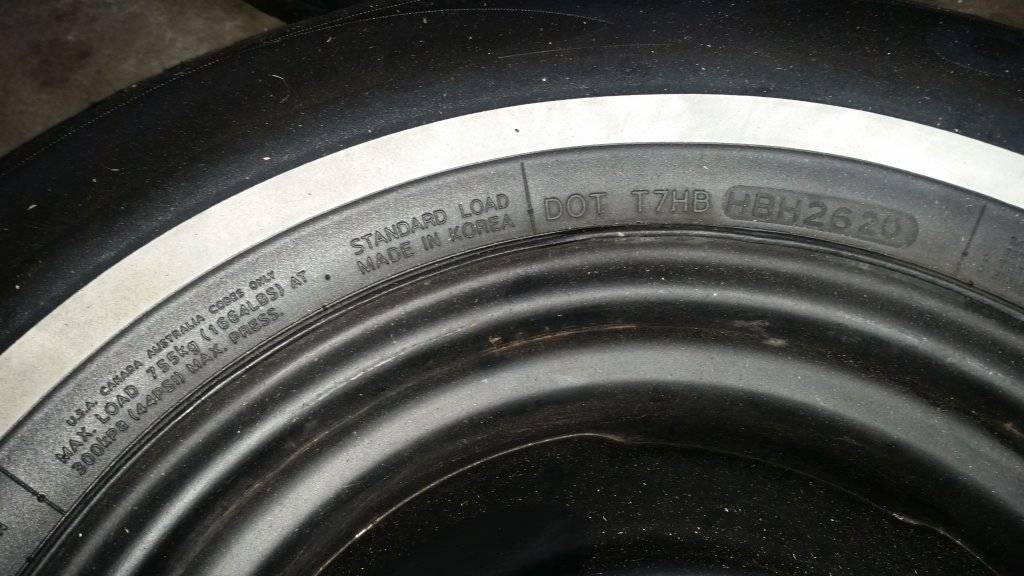 U.S.A. CANADA AUSTRALIA CODES ONLY
MAX. LOAD 755kg (1664LBS) AT
300kpa (44PSI) MAX. PRESS.
STANDARD LOAD
MADE IN KOREA
DOT T7HB HBH2620